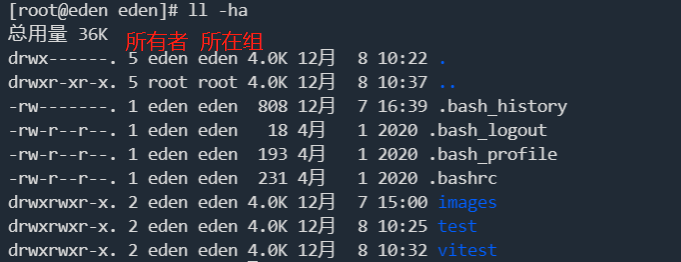 [root@eden eden]# ll -ha
总用量 36K 所有者 所在组
drwx------. 5 eden eden 4.0K 12月  8 10:22 .
drwxr-xr-x. 5 root root 4.0K 12月  8 10:37 ..
-rw-------. 1 eden eden  808 12月  7 16:39 .bash_history
-rw-r--r--. 1 eden eden   18 4月   1 2020 .bash_logout
-rw-r--r--. 1 eden eden  193 4月   1 2020 .bash_profile
-rw-r--r--. 1 eden eden  231 4月   1 2020 .bashrc
drwxrwxr-x. 2 eden eden 4.0K 12月  7 15:00 images
drwxrwxr-x. 2 eden eden 4.0K 12月  8 10:25 test
drwxrwxr-x. 2 eden eden 4.0K 12月  8 10:32 vitest